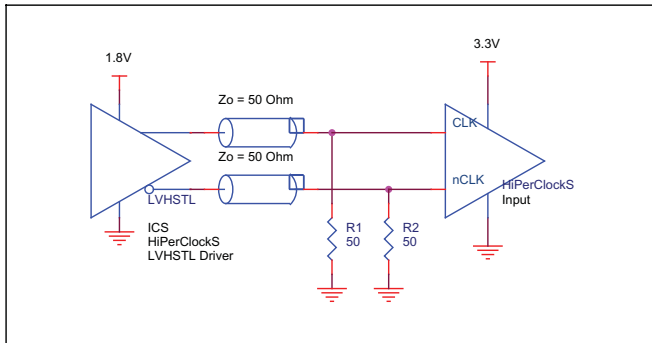 1.8V
3.3V
Zo = 50 Ohm
CLK
Zo = 50 Ohm
nCLK
LVHSTL
HiPerClockS
Input
ICS
HiPerClockS
LVHSTL Driver
R1
50
R2
50